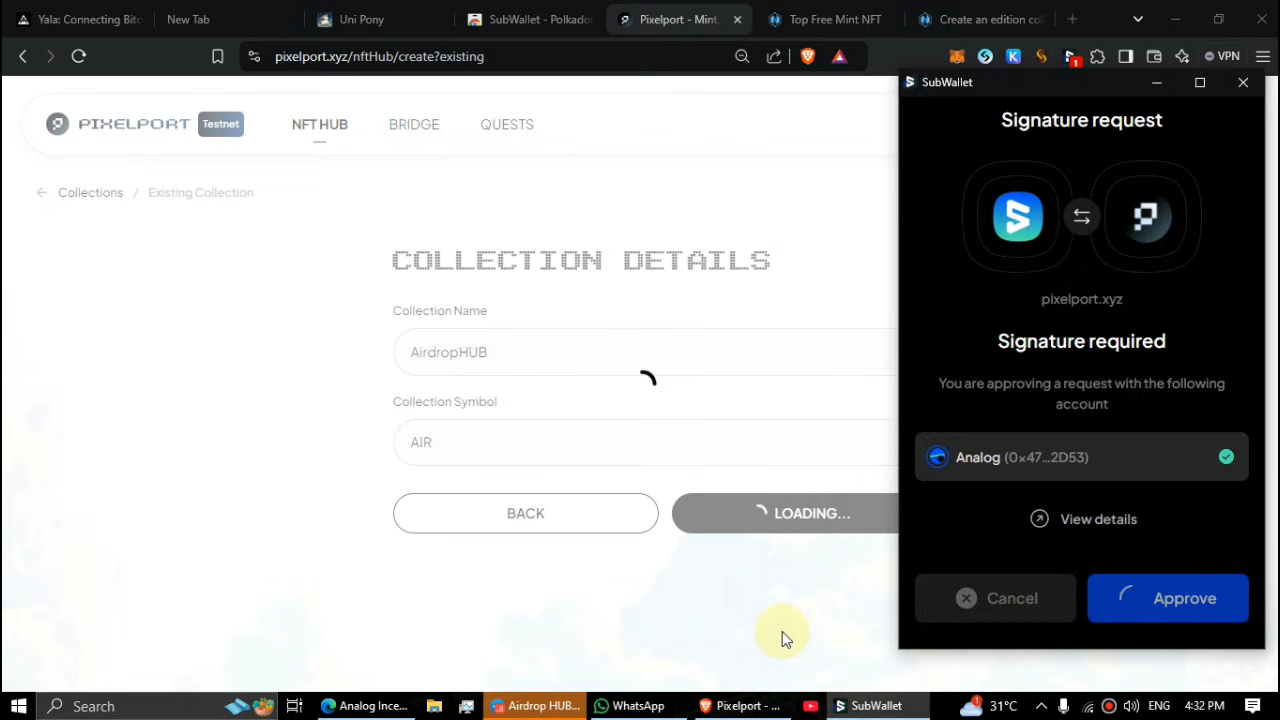 Yala: Connecting Bitc
New Tab
Uni Pony
SubWallet - Polkado
Pixelport - Mint,
Top Free Mint NFT
Create an edition co
pixelport.xyz/nftHub/create?existing
1
VPN
SubWallet
Signature request
PIXELPORT
Testnet
NFT HUB
BRIDGE
QUESTS
Collections / Existing Collection
COLLECTION DETAILS
Collection Name
AirdropHUB
Collection Symbol
AIR
BACK
LOADING...
pixelport.xyz
Signature required
You are approving a request with the following
account
Analog (0×47...2D53)
View details
Cancel
Approve
Search
Analog Ince...
Airdrop HUB...
WhatsApp
Pixelport - ...
SubWallet
1
31°C
ENG
4:32 PM